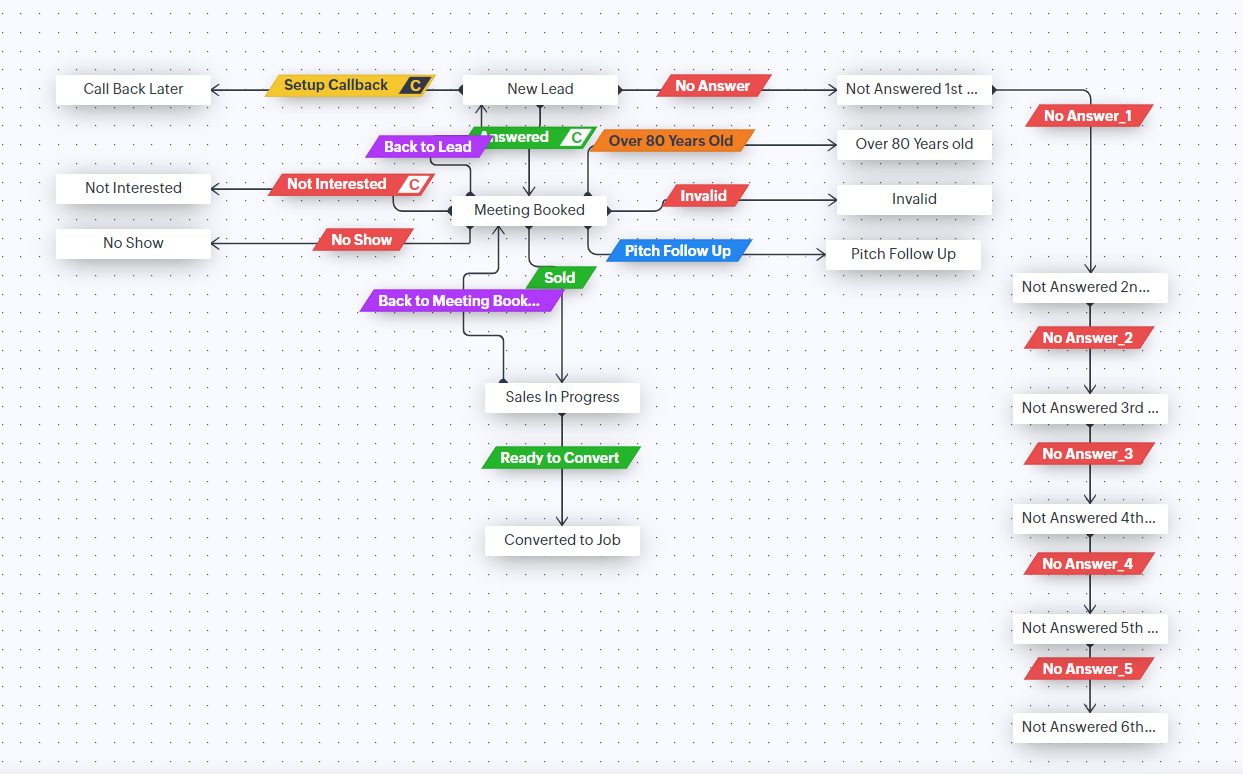 Call Back Later
Setup Callback C
New Lead
No Answer
Not Answered 1st ...
No Answer_1
Back to Lead
Answered C
Over 80 Years Old
Over 80 Years old
Not Interested
Not Interested C
Meeting Booked
Invalid
Invalid
No Show
No Show
Pitch Follow Up
Pitch Follow Up
Sold
Back to Meeting Book...
Not Answered 2n...
No Answer_2
Sales In Progress
Not Answered 3rd ...
Ready to Convert
No Answer_3
Not Answered 4th...
Converted to Job
No Answer_4
Not Answered 5th ...
No Answer_5
Not Answered 6th...